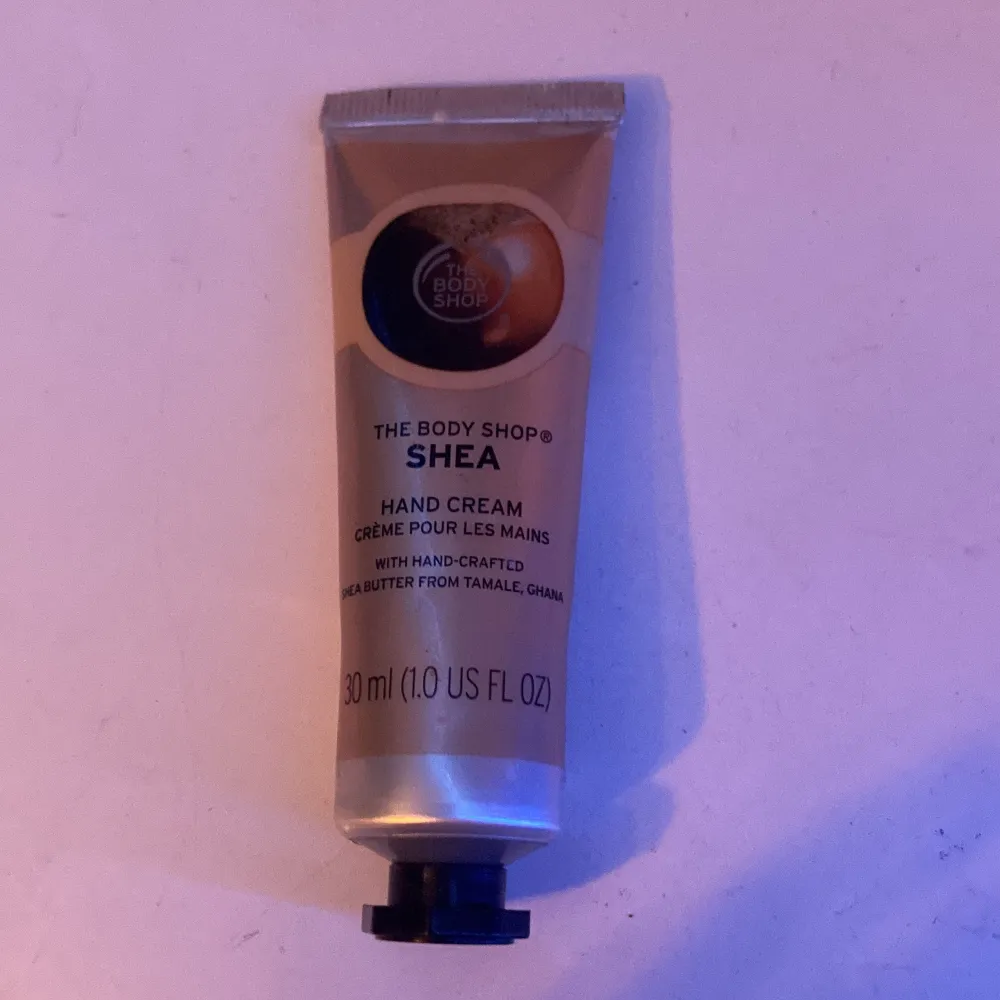 THE
BODY
SHOP
THE BODY SHOP®
SHEA
HAND CREAM
CRÈME POUR LES MAINS
WITH HAND-CRAFTED
SHEA BUTTER FROM TAMALE, GHANA
30 ml (1.0 US FL OZ)